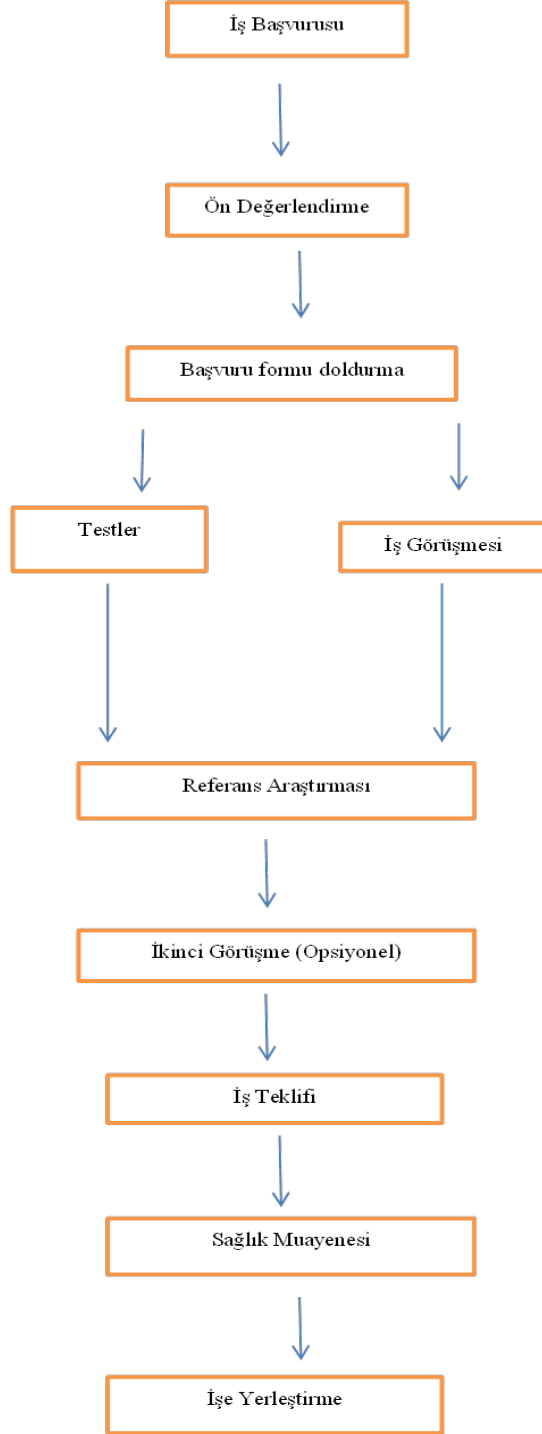 İş Başvurusu
Ön Değerlendirme
Başvuru formu doldurma
Testler
İş Görüşmesi
Referans Araştırması
İkinci Görüşme (Opsiyonel)
İş Teklifi
Sağlık Muayenesi
İşe Yerleştirme